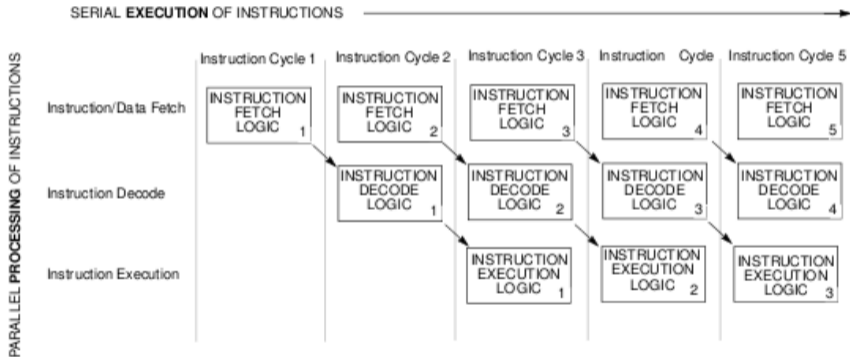 SERIAL EXECUTION OF INSTRUCTIONS
PARALLEL PROCESSING OF INSTRUCTIONS
Instruction Cycle 1
Instruction Cycle 2
Instruction Cycle 3
Instruction Cycle
Instruction Cycle 5
Instruction/Data Fetch
INSTRUCTION
FETCH
LOGIC
1
INSTRUCTION
FETCH
LOGIC
2
INSTRUCTION
FETCH
LOGIC
3
INSTRUCTION
FETCH
LOGIC
4
INSTRUCTION
FETCH
LOGIC
5
Instruction Decode
INSTRUCTION
DECODE
LOGIC
1
INSTRUCTION
DECODE
LOGIC
2
INSTRUCTION
DECODE
LOGIC
3
INSTRUCTION
DECODE
LOGIC
4
Instruction Execution
INSTRUCTION
EXECUTION
LOGIC
1
INSTRUCTION
EXECUTION
LOGIC
2
INSTRUCTION
EXECUTION
LOGIC
3